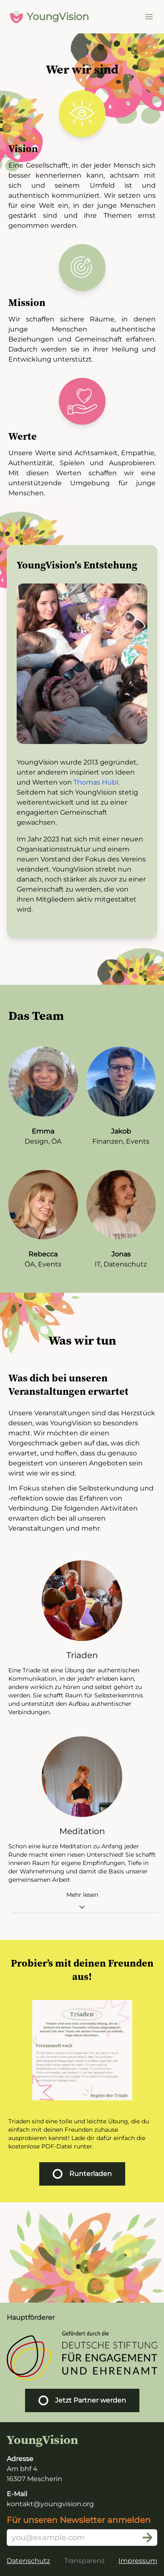 YoungVision
Wer wir sind
Vision
Eine Gesellschaft, in der jeder Mensch sich
besser kennenlernen kann, achtsam mit
sich und seinem Umfeld ist und
authentisch kommuniziert. Wir setzen uns
für eine Welt ein, in der junge Menschen
gestärkt sind und ihre Themen ernst
genommen werden.
Mission
Wir schaffen sichere Räume, in denen
junge Menschen authentische
Beziehungen und Gemeinschaft erfahren.
Dadurch werden sie in ihrer Heilung und
Entwicklung unterstützt.
Werte
Unsere Werte sind Achtsamkeit, Empathie,
Authentizität, Spielen und Ausprobieren.
Mit diesen Werten schaffen wir eine
unterstützende Umgebung für junge
Menschen.
YoungVision's Entstehung
YoungVision wurde 2013 gegründet,
unter anderem inspiriert von Ideen
und Werten von Thomas Hübl.
Seitdem hat sich YoungVision stetig
weiterentwickelt und ist zu einer
engagierten Gemeinschaft
gewachsen.
Im Jahr 2023 hat sich mit einer neuen
Organisationsstruktur und einem
neuen Vorstand der Fokus des Vereins
verändert. YoungVision strebt nun
danach, noch stärker als zuvor zu einer
Gemeinschaft zu werden, die von
ihren Mitgliedern aktiv mitgestaltet
wird.
Das Team
Emma
Design, ÖA
Jakob
Finanzen, Events
Rebecca
ÖA, Events
Jonas
IT, Datenschutz
Was wir tun
Was dich bei unseren
Veranstaltungen erwartet
Unsere Veranstaltungen sind das Herzstück
dessen, was YoungVision so besonders
macht. Wir möchten dir einen
Vorgeschmack geben auf das, was dich
erwartet, und hoffen, dass du genauso
begeistert von unseren Angeboten sein
wirst wie wir es sind.
Im Fokus stehen die Selbsterkundung und
-reflektion sowie das Erfahren von
Verbindung. Die folgenden Aktivitäten
erwarten dich bei all unseren
Veranstaltungen und mehr.
Triaden
Eine Triade ist eine Übung der authentischen
Kommunikation, in der jede*r erleben kann,
andere wirklich zu hören und selbst gehört zu
werden. Sie schafft Raum für Selbsterkenntnis
und Wahrnehmung und damit die Basis unserer
Wahrnstützt den Aufbau authentischer
Verbindungen.
Meditation
Schon eine kurze Meditation zu Anfang jeder
Runde macht einen riesen Unterschied! Sie schafft
inneren Raum für eigene Empfindungen, Tiefe in
der Wahrnehmung und damit die Basis unserer
gemeinsamen Arbeit
Mehr lesen
Probier's mit deinen Freunden
aus!
Triaden
Versammelt euch
Beginn der Triade
Triaden sind eine tolle und leichte Übung, die du
einfach mit deinen Freunden zuhause
ausprobieren kannst! Lade dir dafür einfach die
kostenlose PDF-Datei runter.
Runterladen
Hauptförderer
Gefördert durch die
DEUTSCHE STIFTUNG
FÜR ENGAGEMENT
UND EHRENAMT
Jetzt Partner werden
YoungVision
Adresse
Am bhf 4
16307 Mescherin
E-Mail
kontakt@youngvision.org
Für unseren Newsletter anmelden
you@example.com
Datenschutz
Transparenz
Impressum